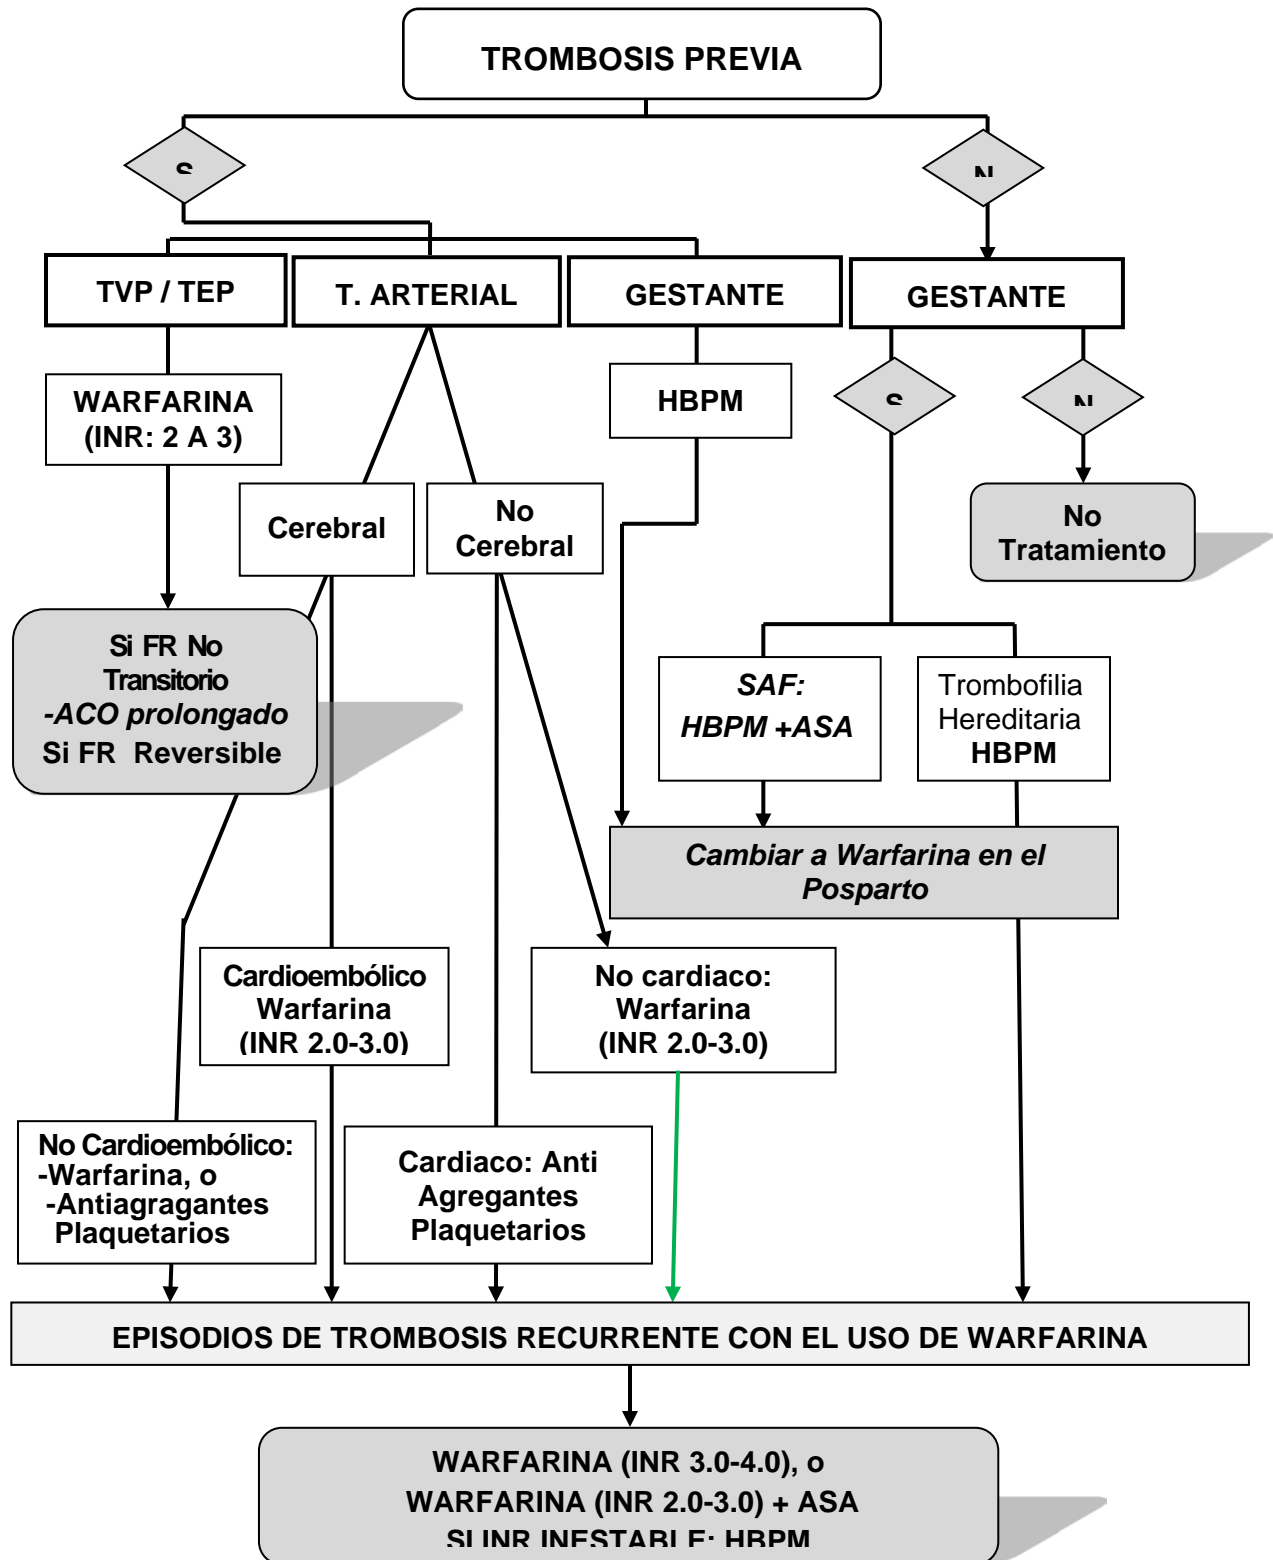 TROMBOSIS PREVIA
TVP / TEP
T. ARTERIAL
GESTANTE
GESTANTE
WARFARINA
(INR: 2 A 3)
HBPM
Cerebral
No
Cerebral
No
Tratamiento
Si FR No
Transitorio
-ACO prolongado
Si FR Reversible
SAF:
HBPM +ASA
Trombofilia
Hereditaria
HBPM
Cambiar a Warfarina en el
Posparto
Cardioembólico
Warfarina
(INR 2.0-3.0)
No cardiaco:
Warfarina
(INR 2.0-3.0)
No Cardioembólico:
-Warfarina, o
-Antiagragantes
Plaquetarios
Cardiaco: Anti
Agregantes
Plaquetarios
EPISODIOS DE TROMBOSIS RECURRENTE CON EL USO DE WARFARINA
WARFARINA (INR 3.0-4.0), o
WARFARINA (INR 2.0-3.0) + ASA
SI INR INESTABLE: HBPM